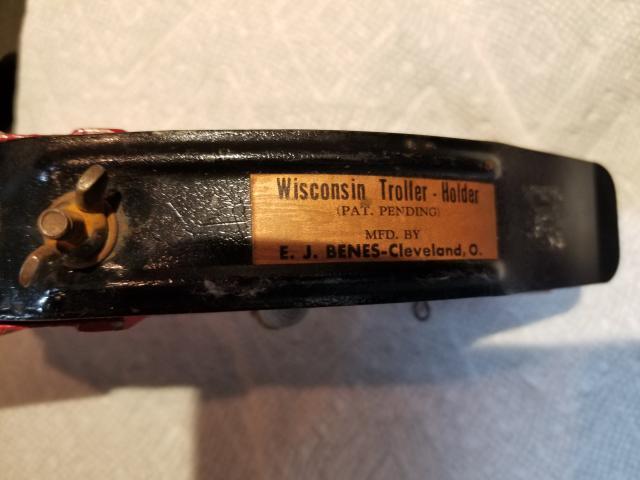 Wisconsin Troller - Holder
(PAT. PENDING)
MFD. BY
E. J. BENES-Cleveland, O.